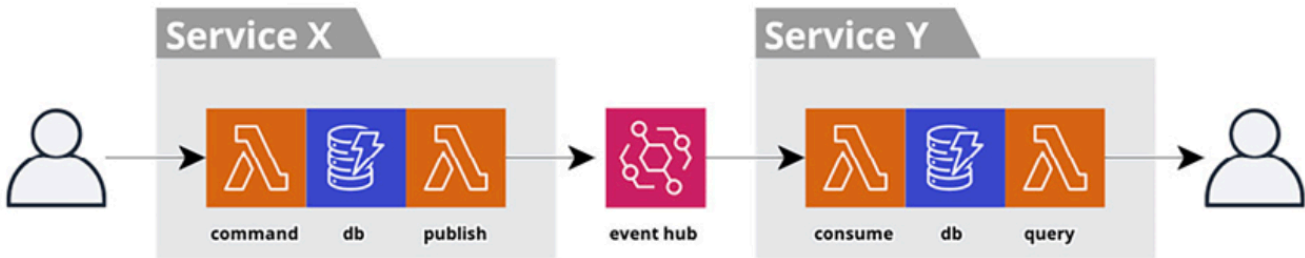 Service X
Service Y
command db publish event hub consume db query